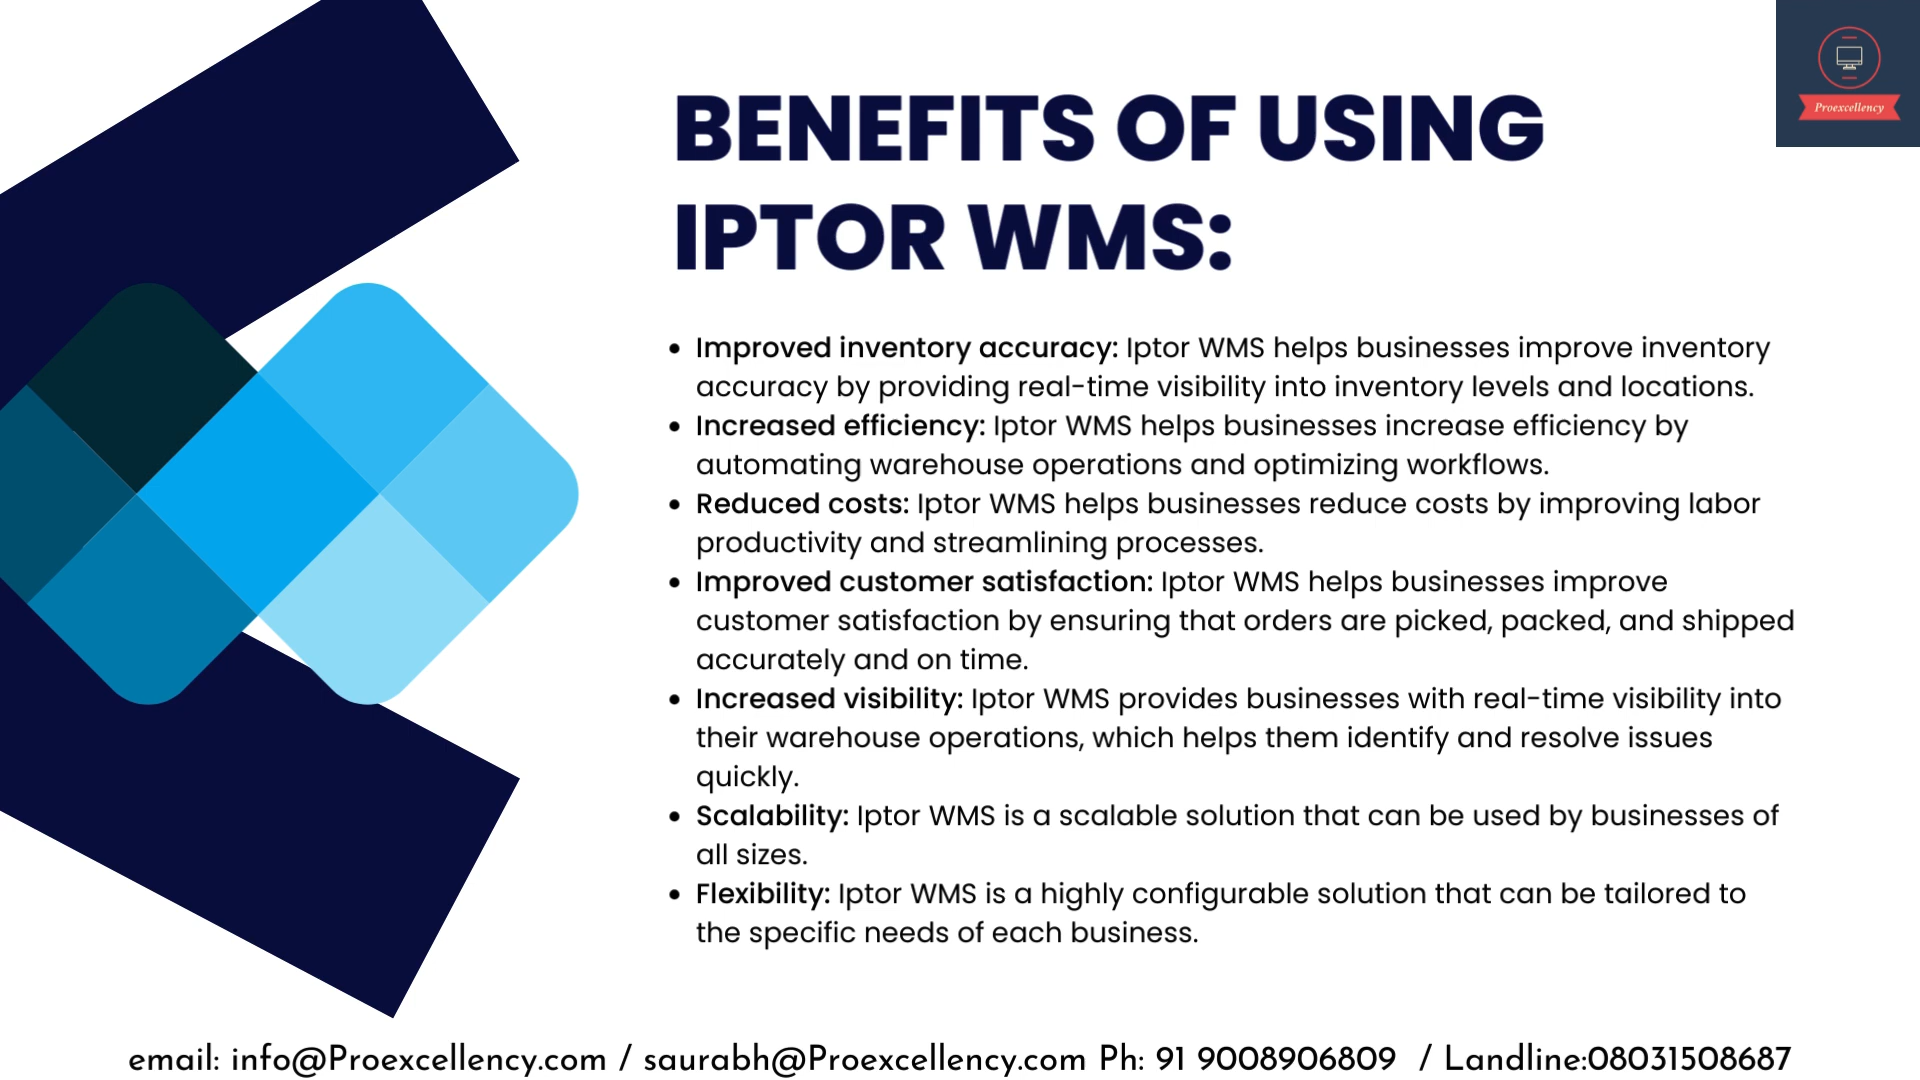 Proexcellency
BENEFITS OF USING
IPTOR WMS:
• Improved inventory accuracy: Iptor WMS helps businesses improve inventory
accuracy by providing real-time visibility into inventory levels and locations.
• Increased efficiency: Iptor WMS helps businesses increase efficiency by
automating warehouse operations and optimizing workflows.
• Reduced costs: Iptor WMS helps businesses reduce costs by improving labor
productivity and streamlining processes.
• Improved customer satisfaction: Iptor WMS helps businesses improve
customer satisfaction by ensuring that orders are picked, packed, and shipped
accurately and on time.
• Increased visibility: Iptor WMS provides businesses with real-time visibility into
their warehouse operations, which helps them identify and resolve issues
quickly.
• Scalability: Iptor WMS is a scalable solution that can be used by businesses of
all sizes.
• Flexibility: Iptor WMS is a highly configurable solution that can be tailored to
the specific needs of each business.
email: info@Proexcellency.com / saurabh@Proexcellency.com Ph: 91 9008906809 / Landline:08031508687